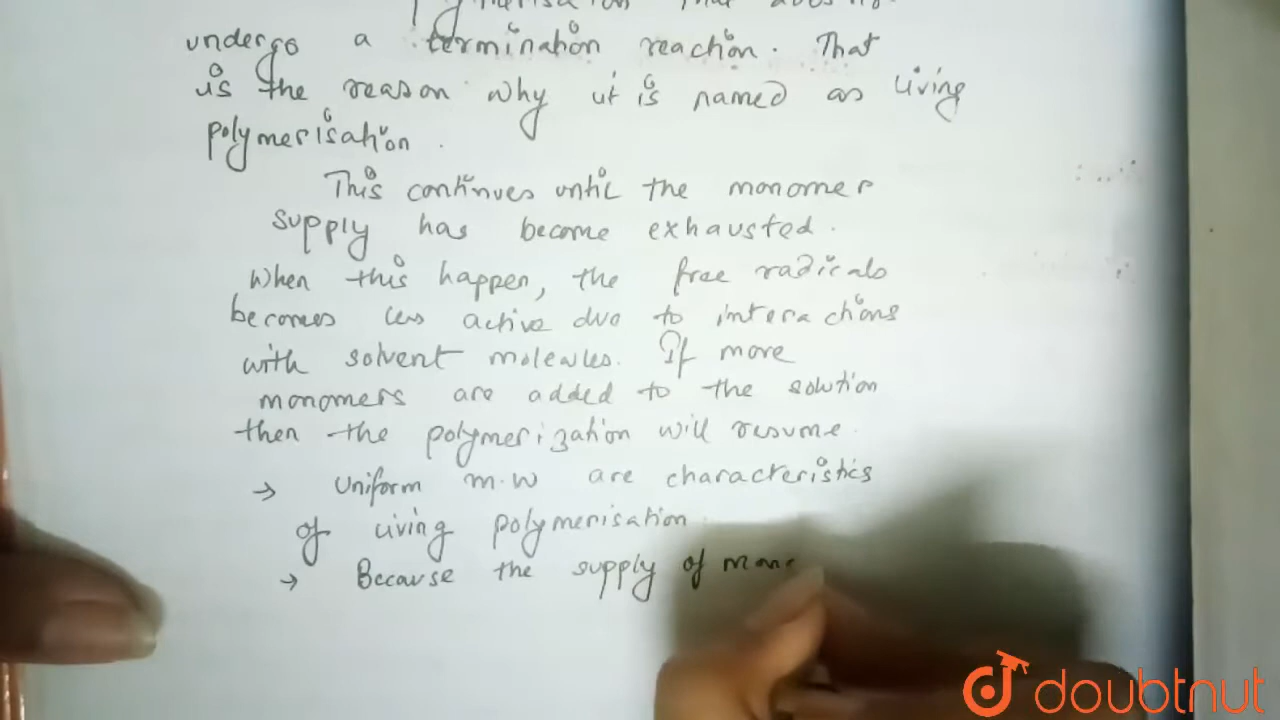 undergo a termination reaction. That
is the reason why it is named as living
polymerisation.
This continues until the monomer
supply has become exhausted.
When this happen, the free radicals
becomes less active due to interactions
with solvent molecules. If more
monomers are added to the solution
then the polymerization will resume.
→ Uniform m.w are characteristics
of living polymerisation.
→ Because the supply of mono
doubtnut